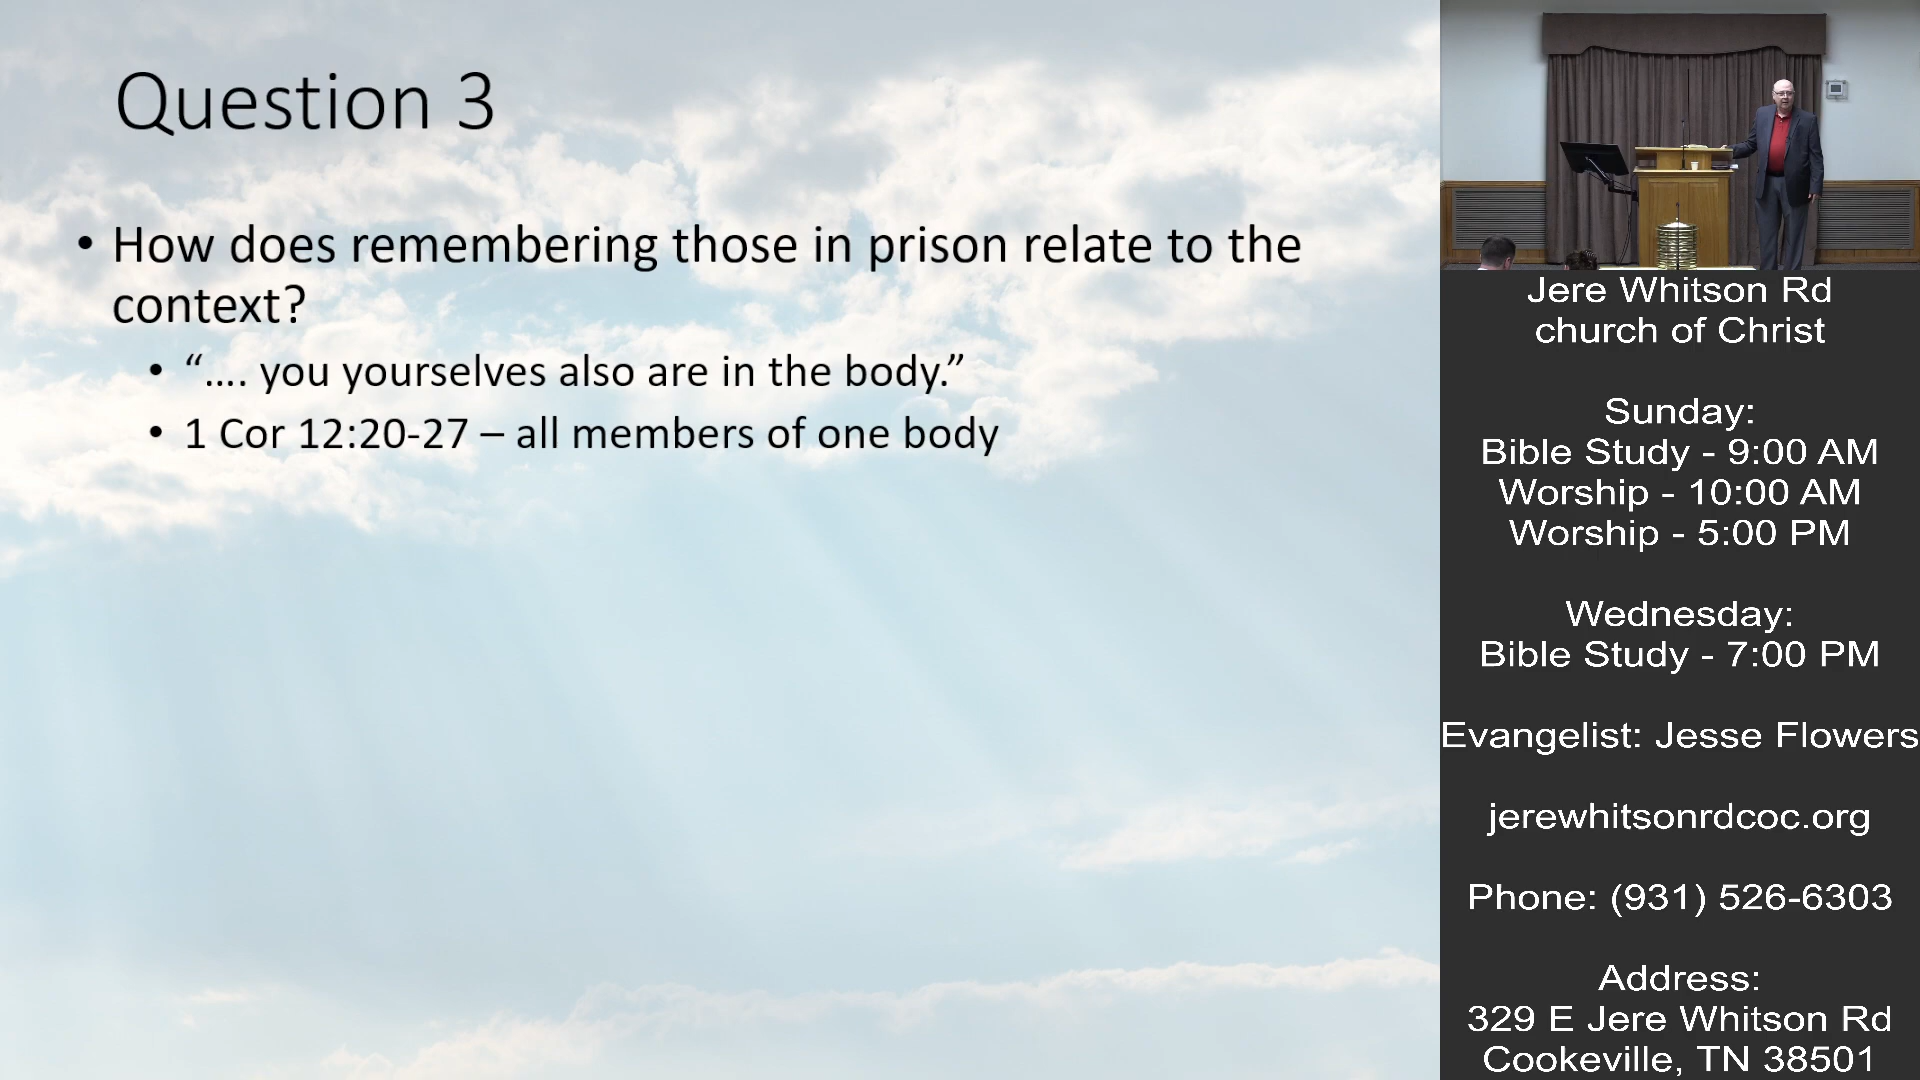 Question 3
• How does remembering those in prison relate to the
context?
• “…. you yourselves also are in the body.”
• 1 Cor 12:20-27 – all members of one body
Jere Whitson Rd
church of Christ
Sunday:
Bible Study - 9:00 AM
Worship - 10:00 AM
Worship - 5:00 PM
Wednesday:
Bible Study - 7:00 PM
Evangelist: Jesse Flowers
jerewhitsonrdcoc.org
Phone: (931) 526-6303
Address:
329 E Jere Whitson Rd
Cookeville, TN 38501